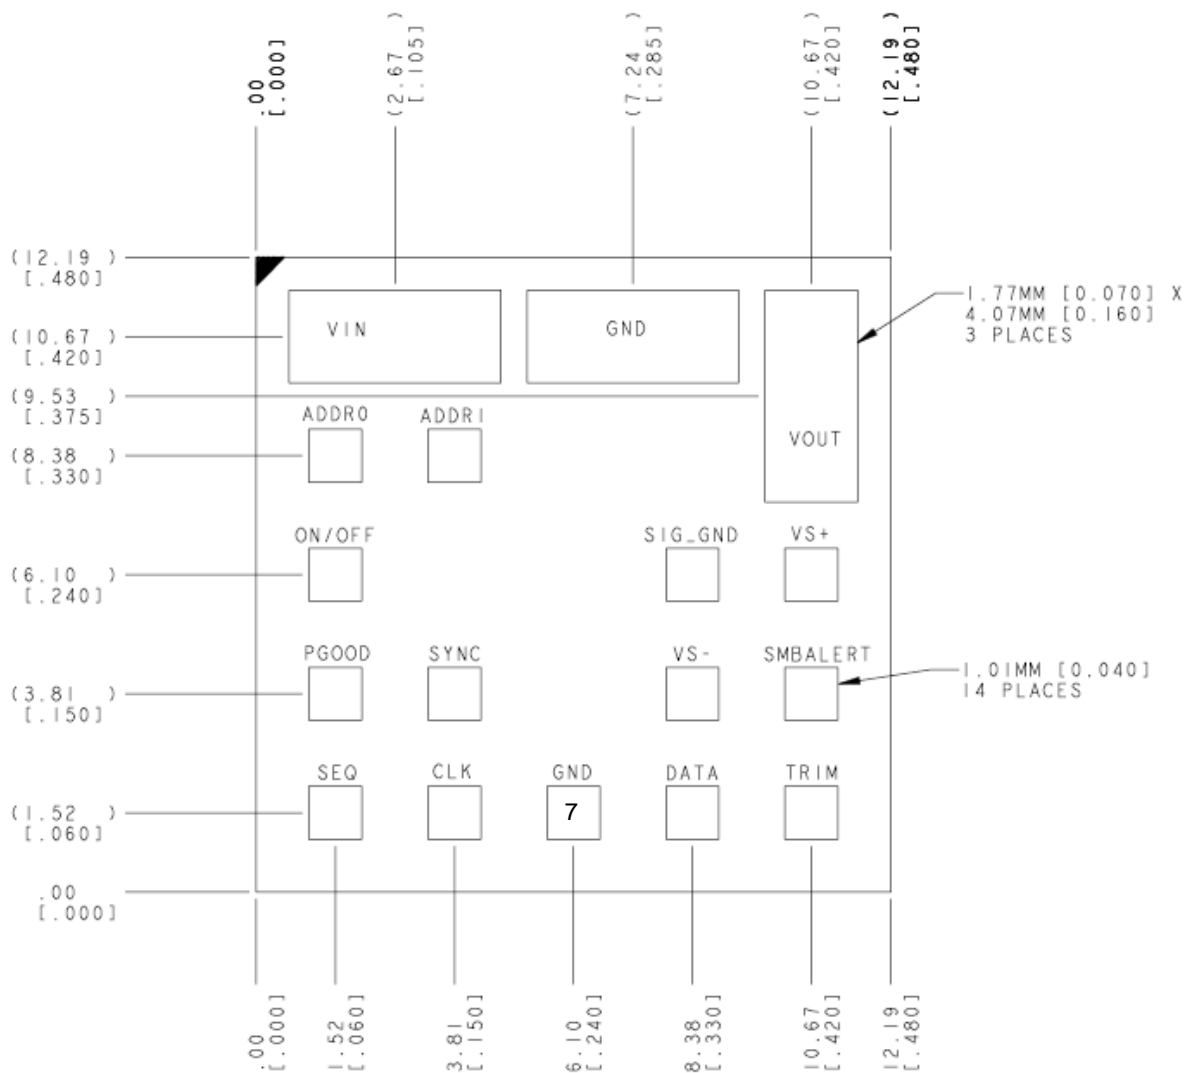 .00
[.000]
(2.67 )
[.105]
(7.24 )
[.285]
(10.67 )
[.420]
(12.19 )
[.480]
(12.19 )
[.480]
(10.67 )
[.420]
(9.53 )
[.375]
(8.38 )
[.330]
(6.10 )
[.240]
(3.81 )
[.150]
(1.52 )
[.060]
.00
[.000]
VIN
GND
VOUT
1.77MM [0.070] X
4.07MM [0.160]
3 PLACES
ADDR0
ADDR1
ON/OFF
SIG_GND
VS+
PGOOD
SYNC
VS-
SMBALERT
1.01MM [0.040]
14 PLACES
SEQ
CLK
GND
DATA
TRIM
7
.00
[.000]
1.52
[.060]
3.81
[.150]
6.10
[.240]
8.38
[.330]
10.67
[.420]
12.19
[.480]